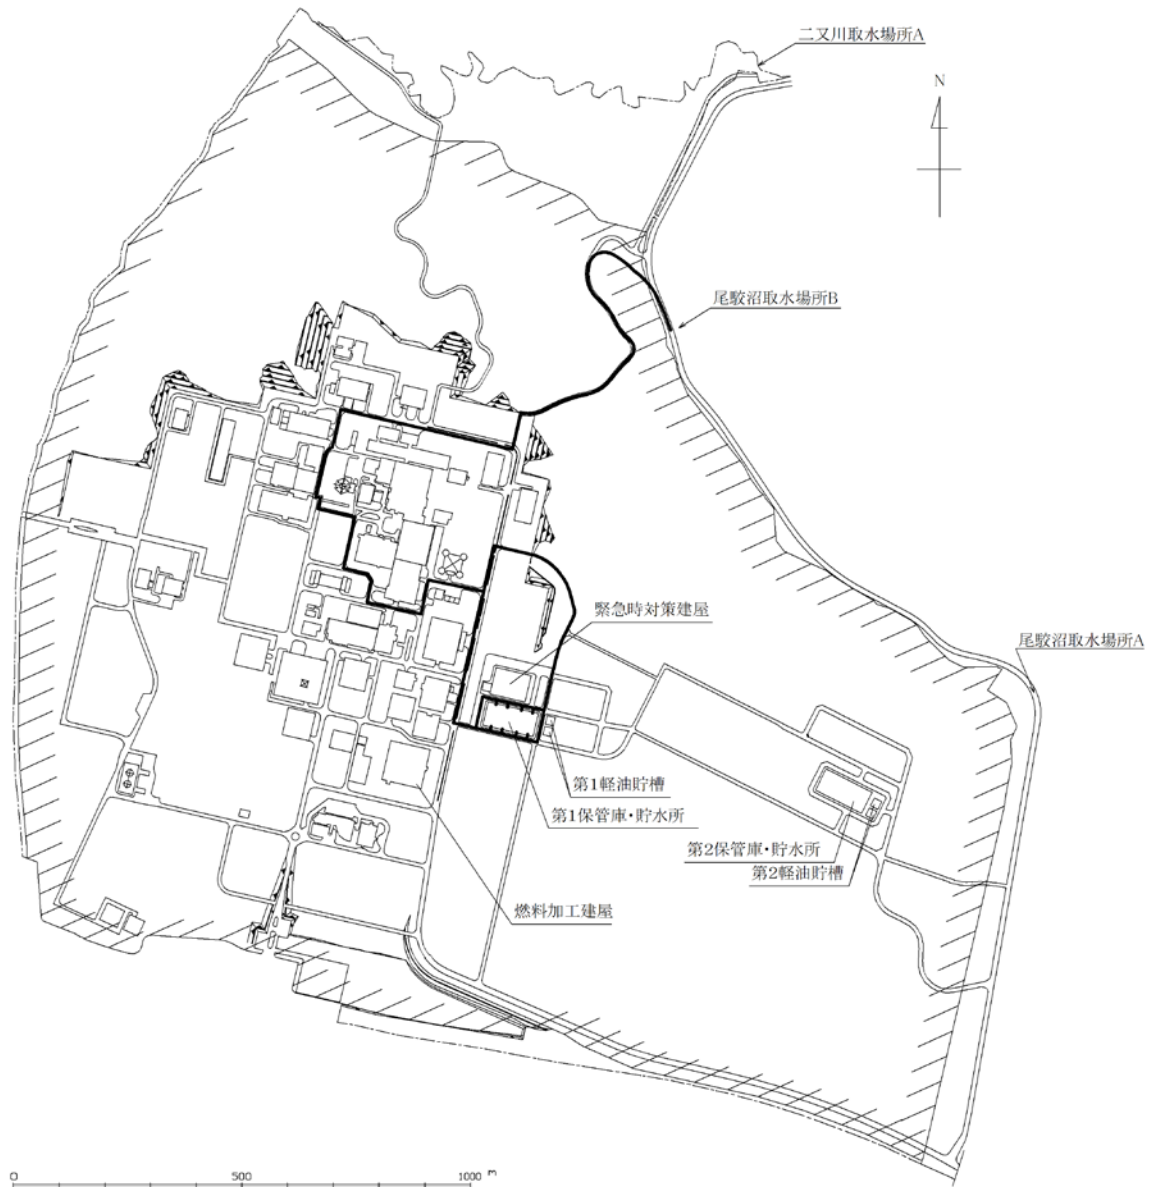 二又川取水場所A
N
尾駮沼取水場所B
緊急時対策建屋
尾駮沼取水場所A
第1軽油貯槽
第1保管庫・貯水所
第2保管庫・貯水所
第2軽油貯槽
燃料加工建屋
0 500 1000 m